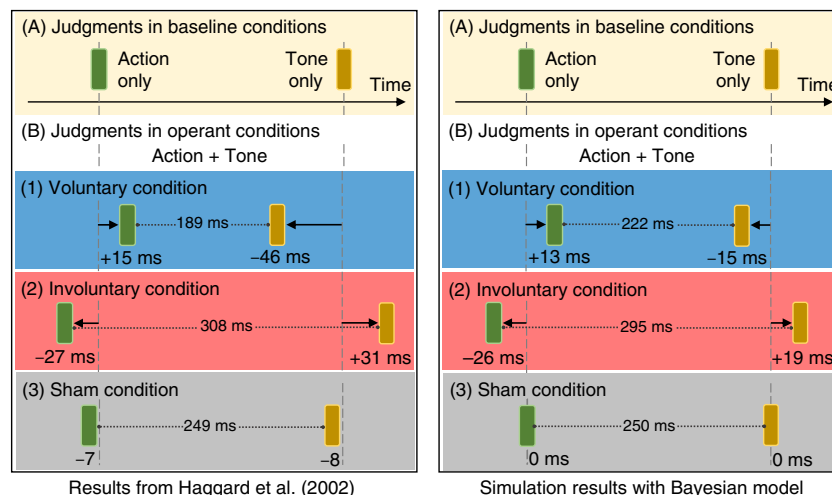 (A) Judgments in baseline conditions
Action only
Tone only
Time
(B) Judgments in operant conditions
Action + Tone
(1) Voluntary condition
189 ms
+15 ms
−46 ms
(2) Involuntary condition
308 ms
−27 ms
+31 ms
(3) Sham condition
249 ms
−7
−8
Results from Haggard et al. (2002)
(A) Judgments in baseline conditions
Action only
Tone only
Time
(B) Judgments in operant conditions
Action + Tone
(1) Voluntary condition
222 ms
+13 ms
−15 ms
(2) Involuntary condition
295 ms
−26 ms
+19 ms
(3) Sham condition
250 ms
0 ms
0 ms
Simulation results with Bayesian model